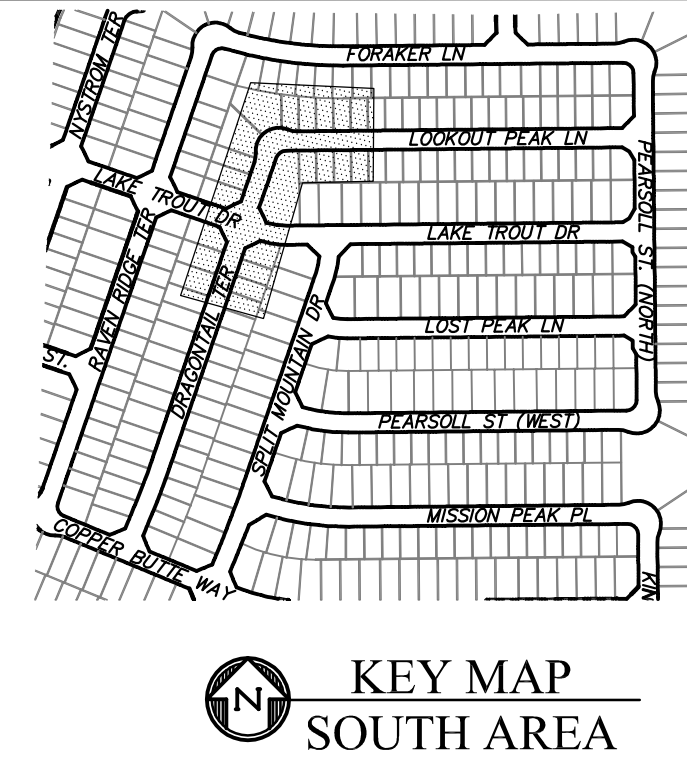 NYSTROM TER
FORAKER LN
LOOKOUT PEAK LN
PEARSOLL ST. (NORTH)
LAKE TROUT DR
LAKE TROUT DR
RAVEN RIDGE TER
DRAGONTAIL TER
SPLIT MOUNTAIN DR
LOST PEAK LN
ST.
PEARSOLL ST (WEST)
MISSION PEAK PL
COPPER BUTTE WAY
KIN
N
KEY MAP
SOUTH AREA